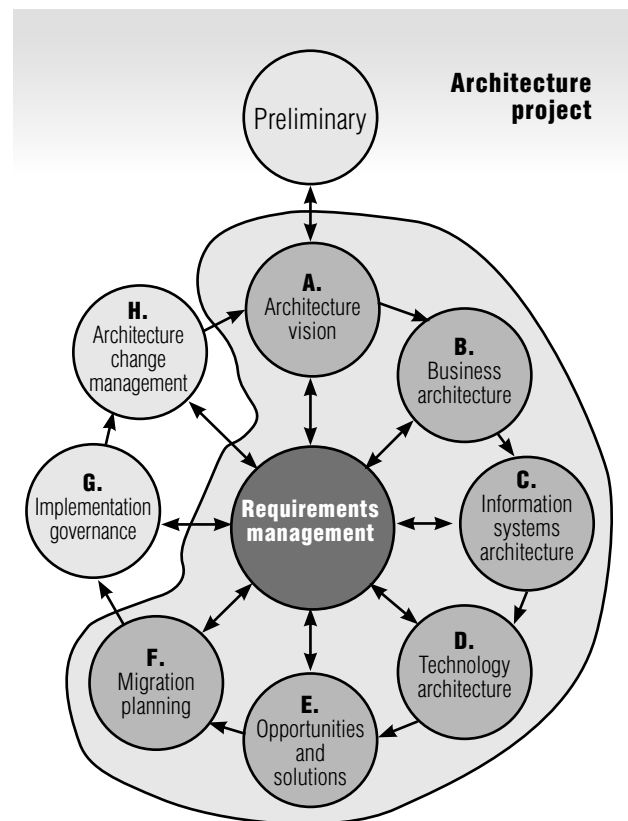 Architecture
project
Preliminary
A.
Architecture
vision
B.
Business
architecture
C.
Information
systems
architecture
D.
Technology
architecture
E.
Opportunities
and
solutions
F.
Migration
planning
G.
Implementation
governance
H.
Architecture
change
management
Requirements
management